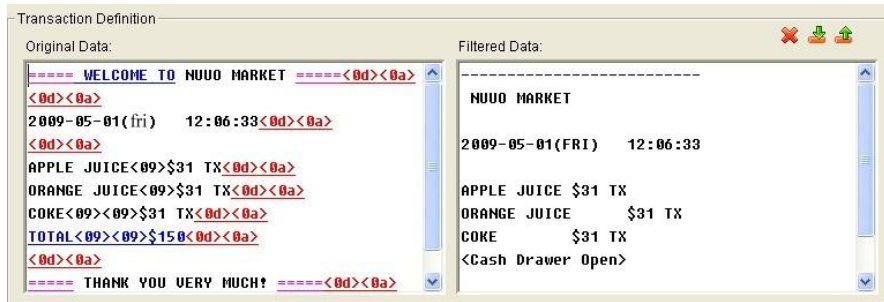 Transaction Definition
Original Data:
===== WELCOME TO NUUO MARKET =====<0d><0a>
<0d><0a>
2009-05-01(fri)   12:06:33<0d><0a>
<0d><0a>
APPLE JUICE<09>$31 TX<0d><0a>
ORANGE JUICE<09>$31 TX<0d><0a>
COKE<09><09>$31 TX<0d><0a>
TOTAL<09><09>$150<0d><0a>
<0d><0a>
===== THANK YOU VERY MUCH! =====<0d><0a>
Filtered Data:
--------------------------
NUUO MARKET
2009-05-01(FRI)   12:06:33
APPLE JUICE $31 TX
ORANGE JUICE      $31 TX
COKE        $31 TX
<Cash Drawer Open>